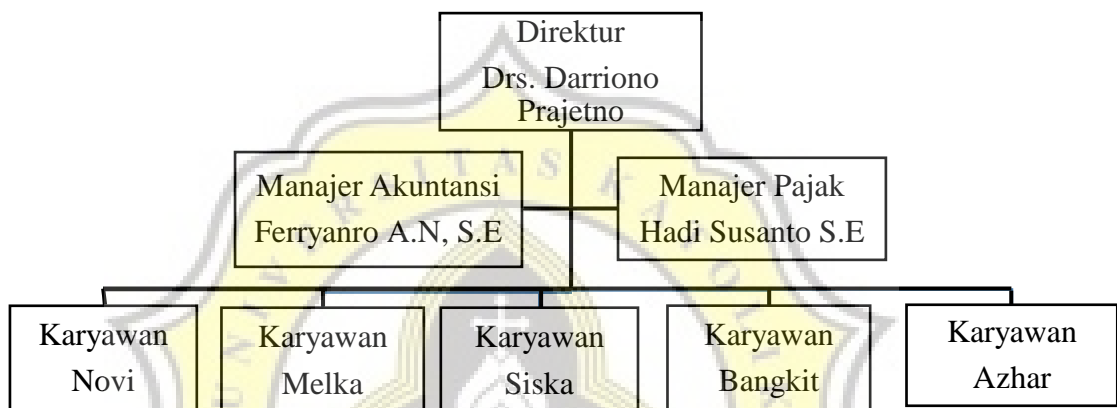 Direktur
Drs. Darriono
Prajetno
Manajer Akuntansi
Ferryanro A.N, S.E
Manajer Pajak
Hadi Susanto S.E
Karyawan
Novi
Karyawan
Melka
Karyawan
Siska
Karyawan
Bangkit
Karyawan
Azhar